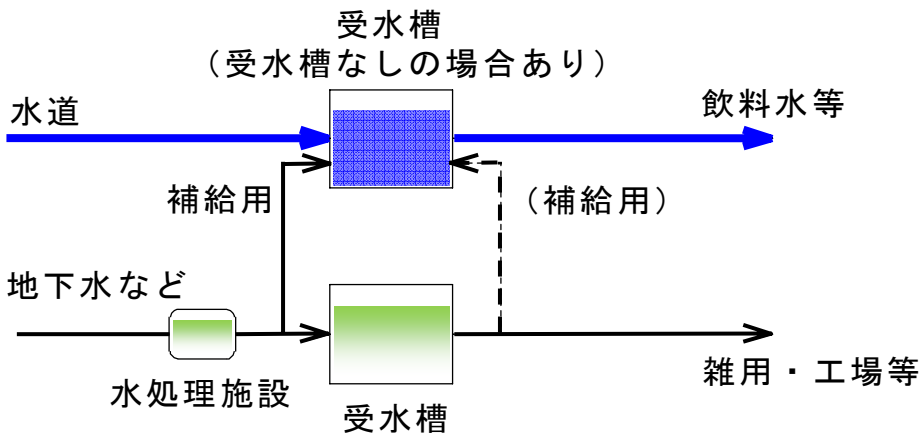 受水槽
（受水槽なしの場合あり）
水道
飲料水等
補給用
（補給用）
地下水など
水処理施設
受水槽
雑用・工場等